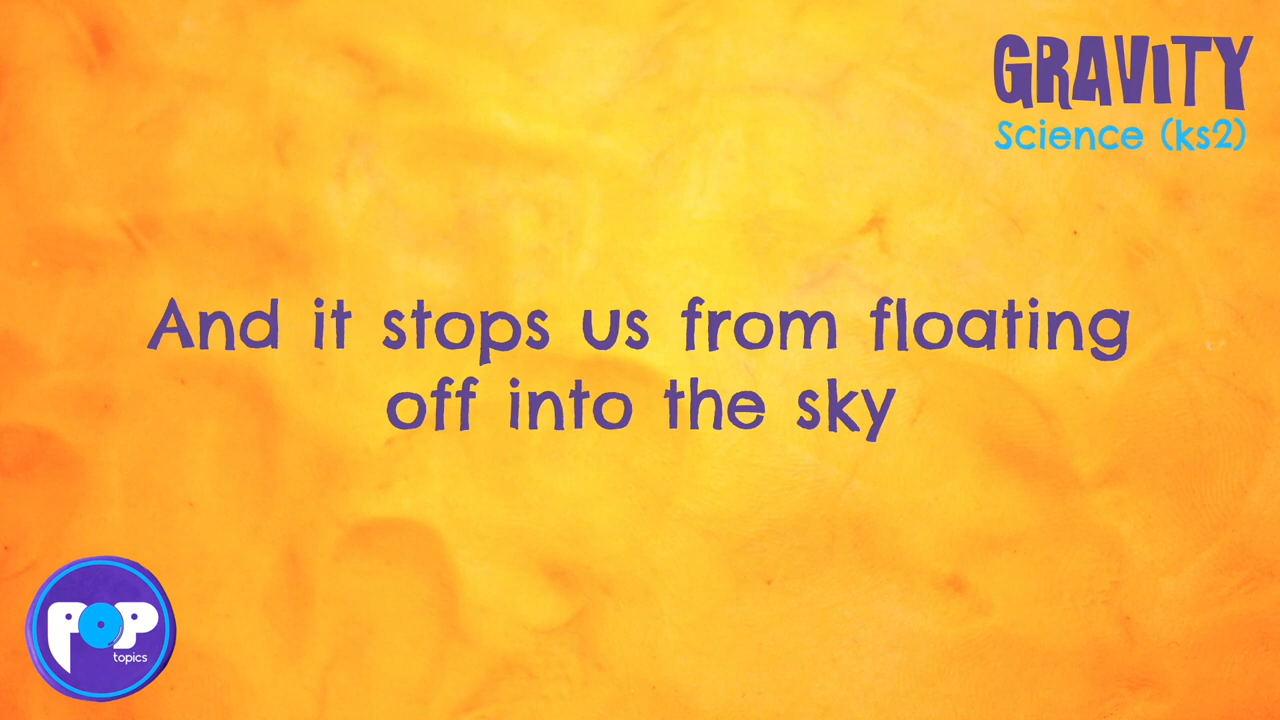 GRAVITY
Science (ks2)
And it stops us from floating
off into the sky
POP
topics